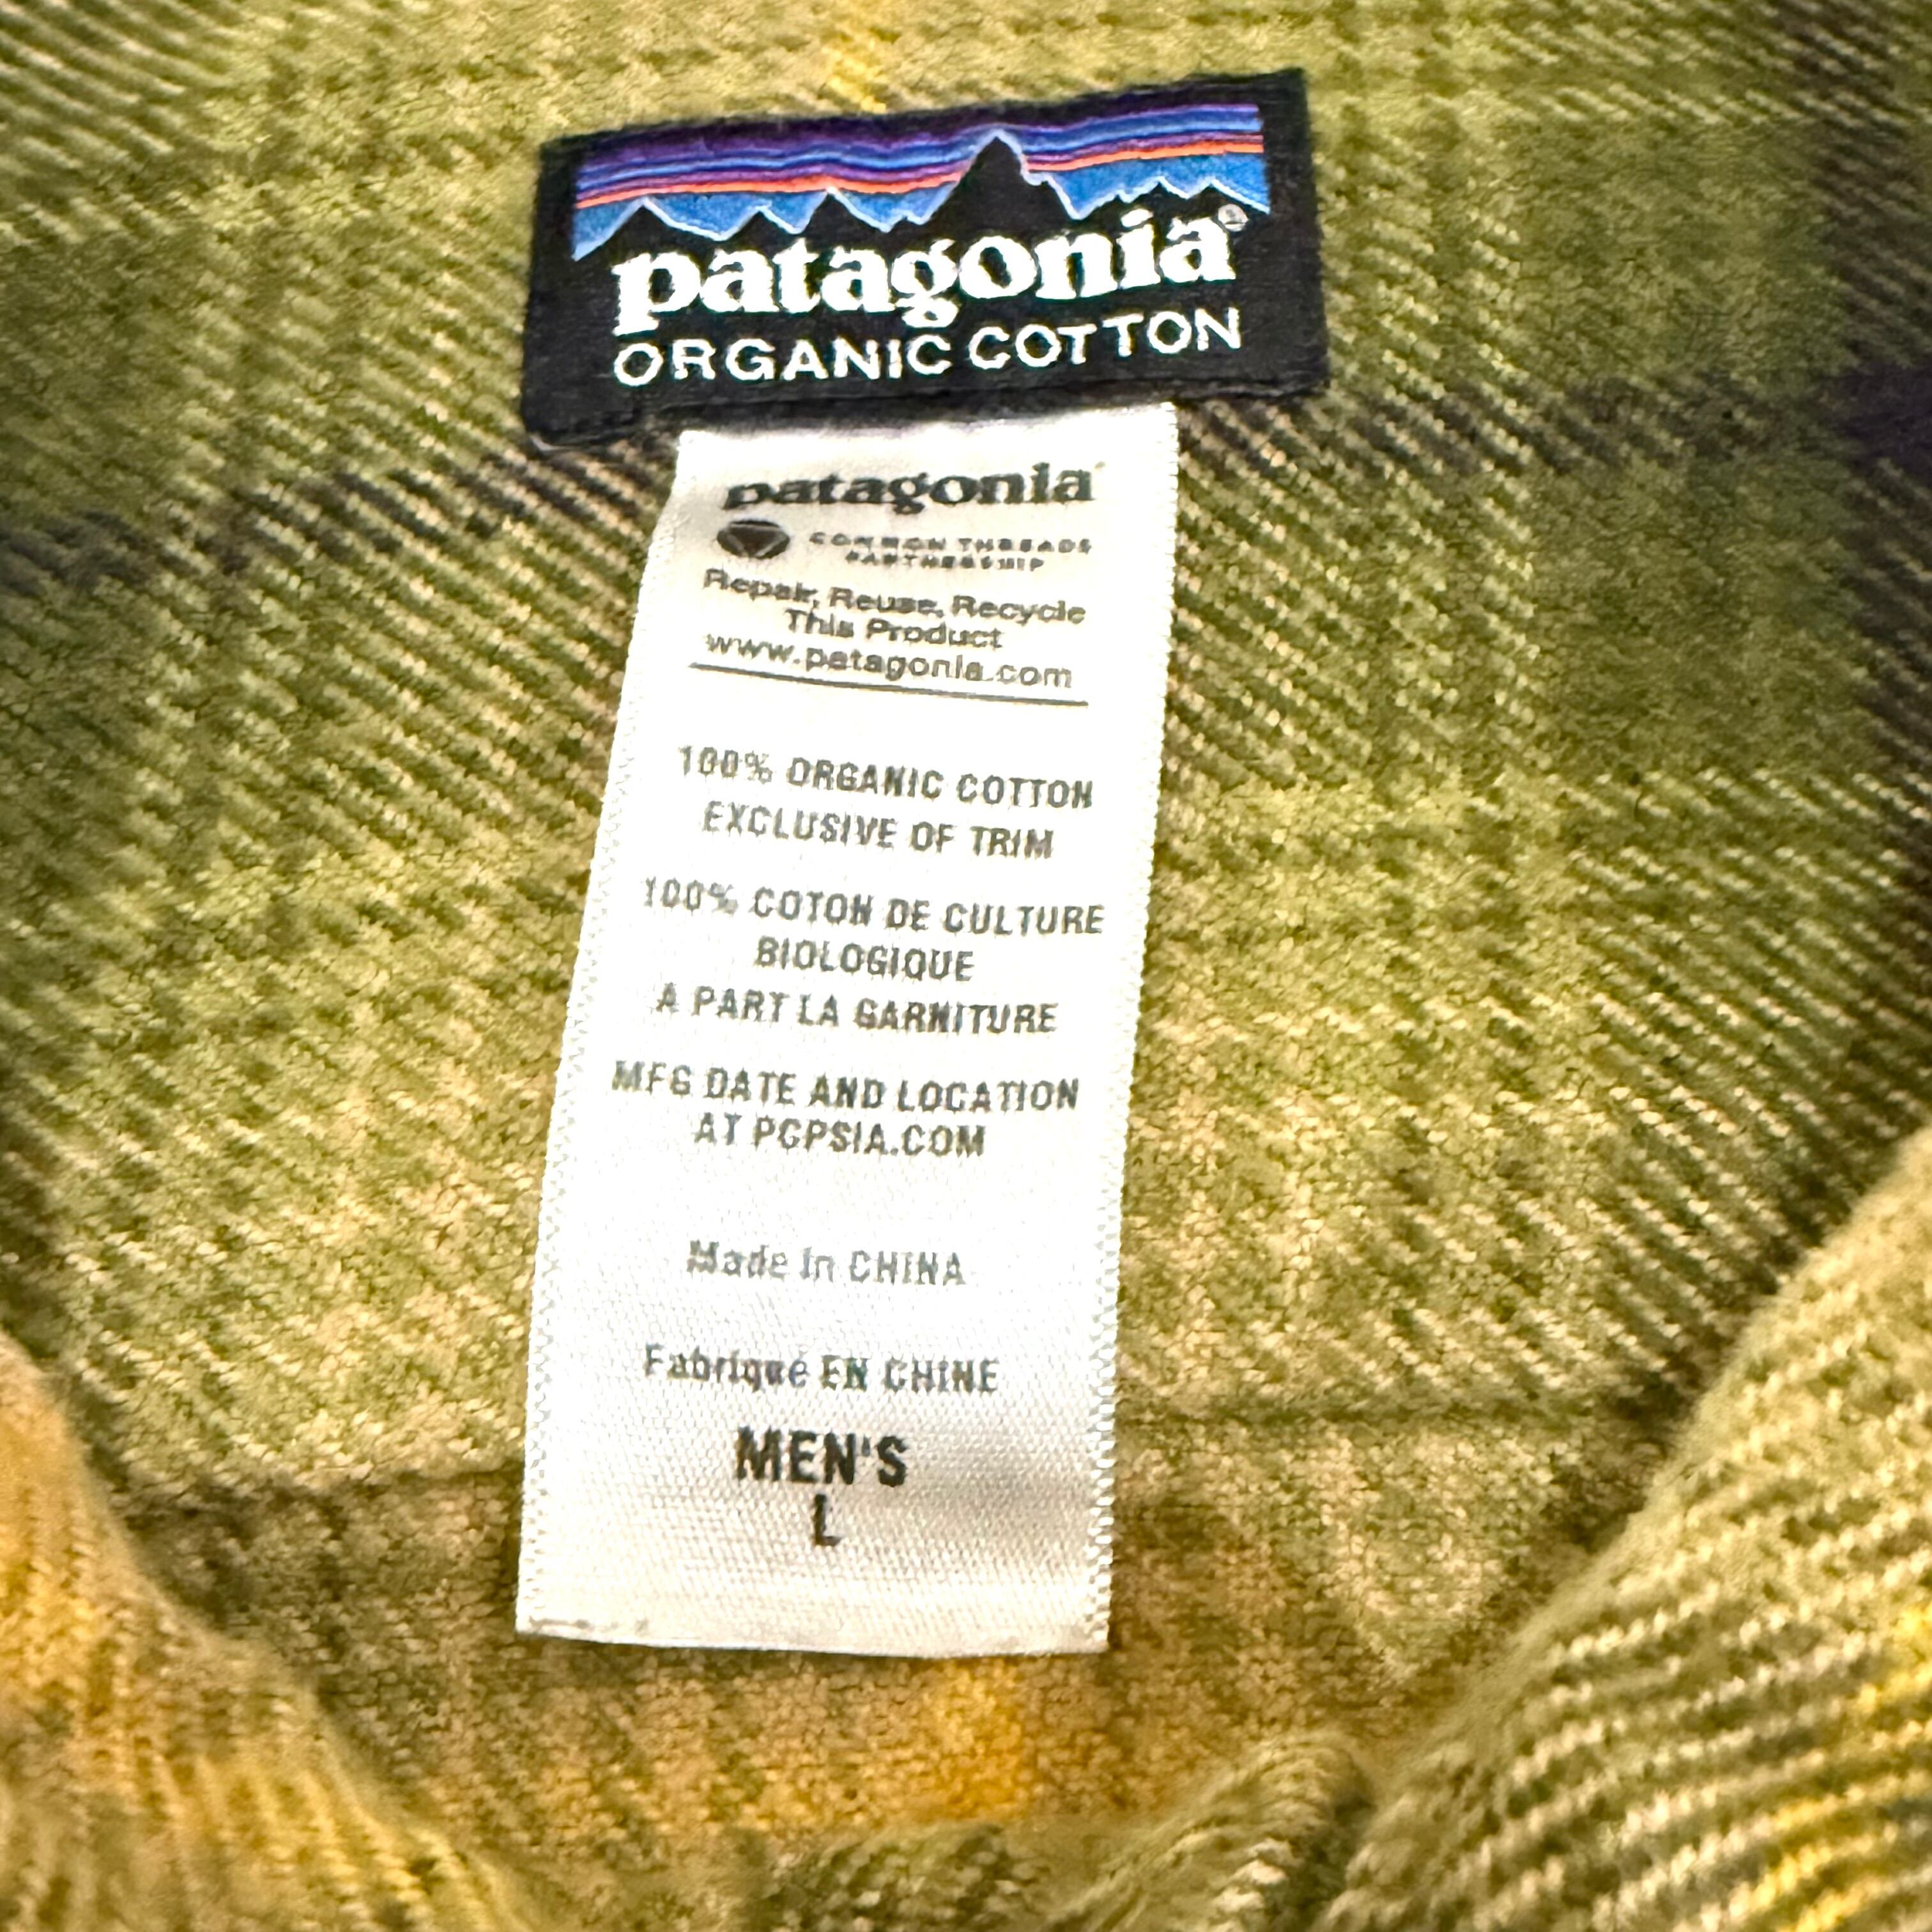 patagonia®
ORGANIC COTTON
patagonia
COMMON THREADS
PARTNERSHIP
Repair, Reuse, Recycle
This Product
www.patagonia.com
100% ORGANIC COTTON
EXCLUSIVE OF TRIM
100% COTON DE CULTURE
BIOLOGIQUE
A PART LA GARNITURE
MFG DATE AND LOCATION
AT PGPSIA.COM
Made in CHINA
Fabriqué EN CHINE
MEN'S
L